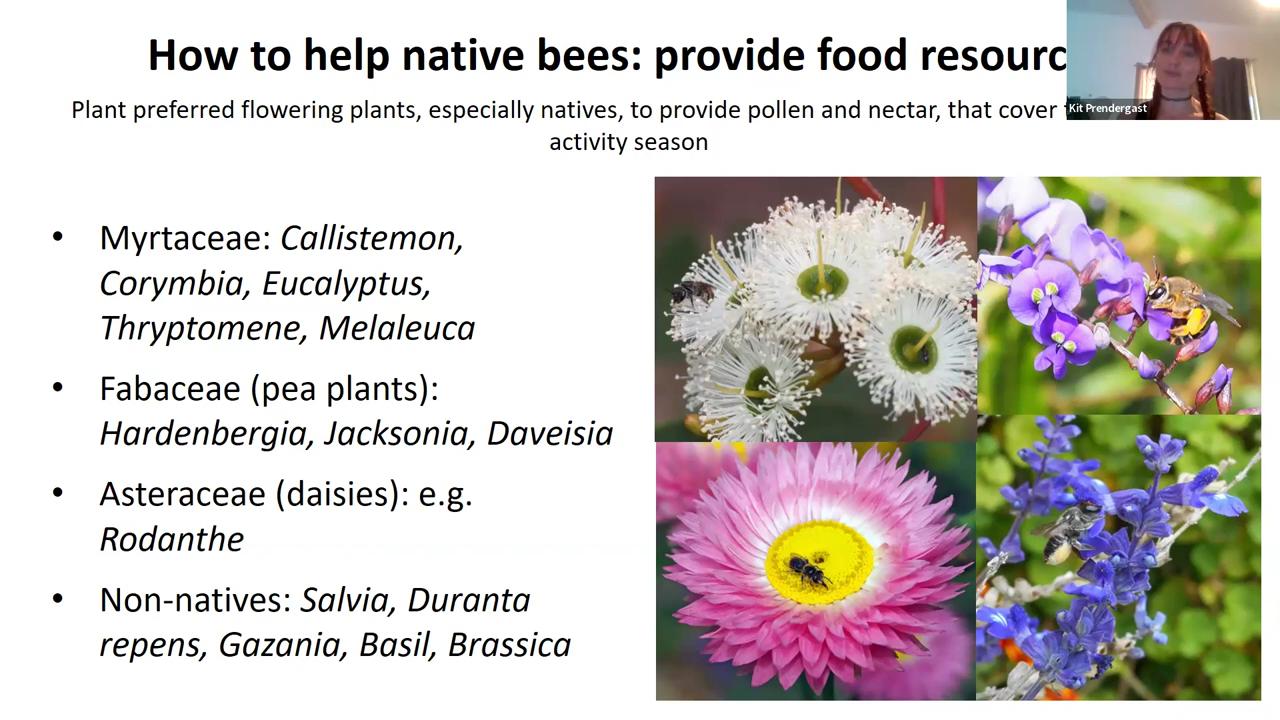 How to help native bees: provide food resourc
Kit Prendergast
Plant preferred flowering plants, especially natives, to provide pollen and nectar, that cover
activity season
• Myrtaceae: Callistemon,
Corymbia, Eucalyptus,
Thryptomene, Melaleuca
• Fabaceae (pea plants):
Hardenbergia, Jacksonia, Daveisia
• Asteraceae (daisies): e.g.
Rodanthe
• Non-natives: Salvia, Duranta
repens, Gazania, Basil, Brassica